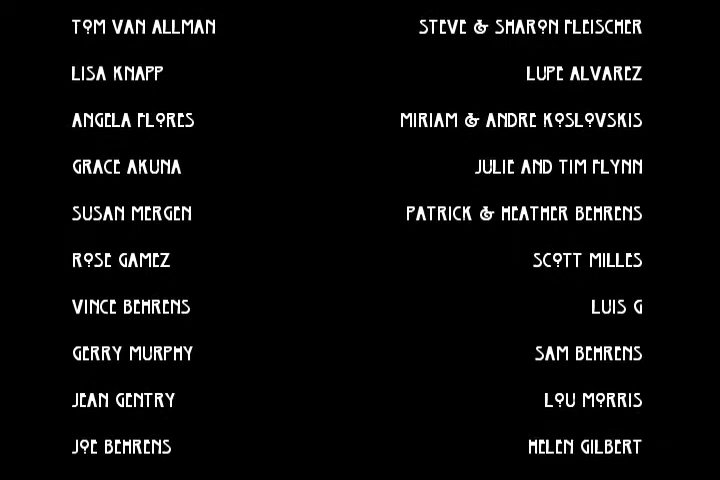 TOM VAN ALLMAN STEVE & SHARON FLEISCHER
LISA KNAPP LUPE ALVAREZ
ANGELA FLORES MIRIAM & ANDRE KOSLOVSKIS
GRACE AKUNA JULIE AND TIM FLYNN
SUSAN MERGEN PATRICK & HEATHER BEHRENS
ROSE GAMEZ SCOTT MILLES
VINCE BEHRENS LUIS G
GERRY MURPHY SAM BEHRENS
JEAN GENTRY LOU MORRIS
JOE BEHRENS HELEN GILBERT